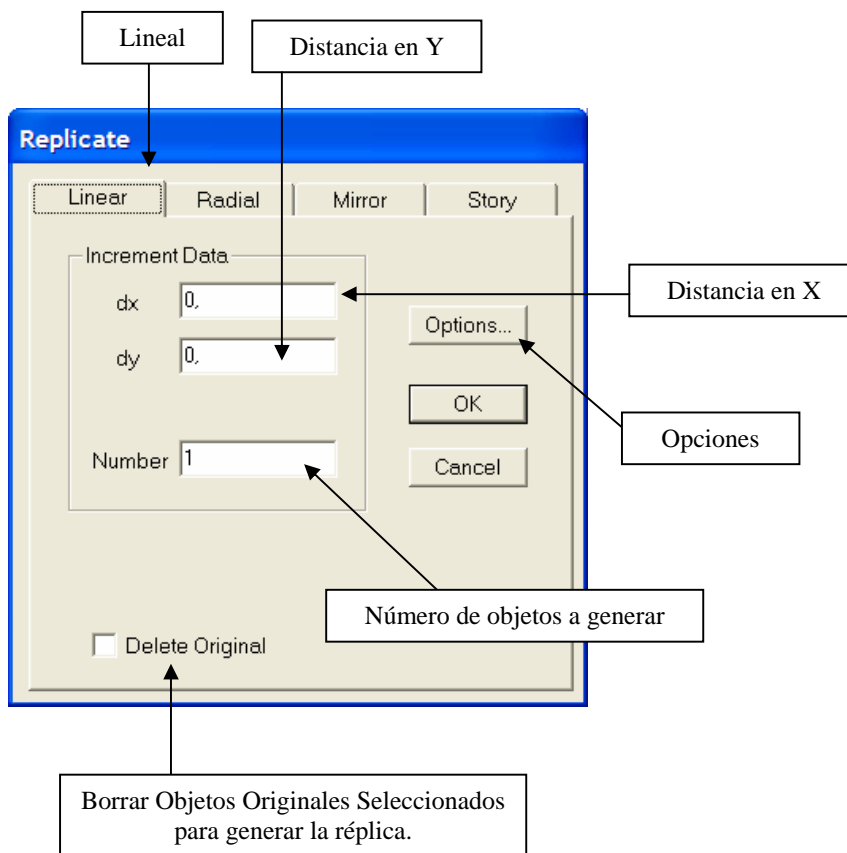 Lineal
Distancia en Y
Replicate
Linear
Radial
Mirror
Story
Increment Data
dx
0,
Distancia en X
dy
0,
Options...
OK
Opciones
Number
1
Cancel
Número de objetos a generar
Delete Original
Borrar Objetos Originales Seleccionados
para generar la réplica.